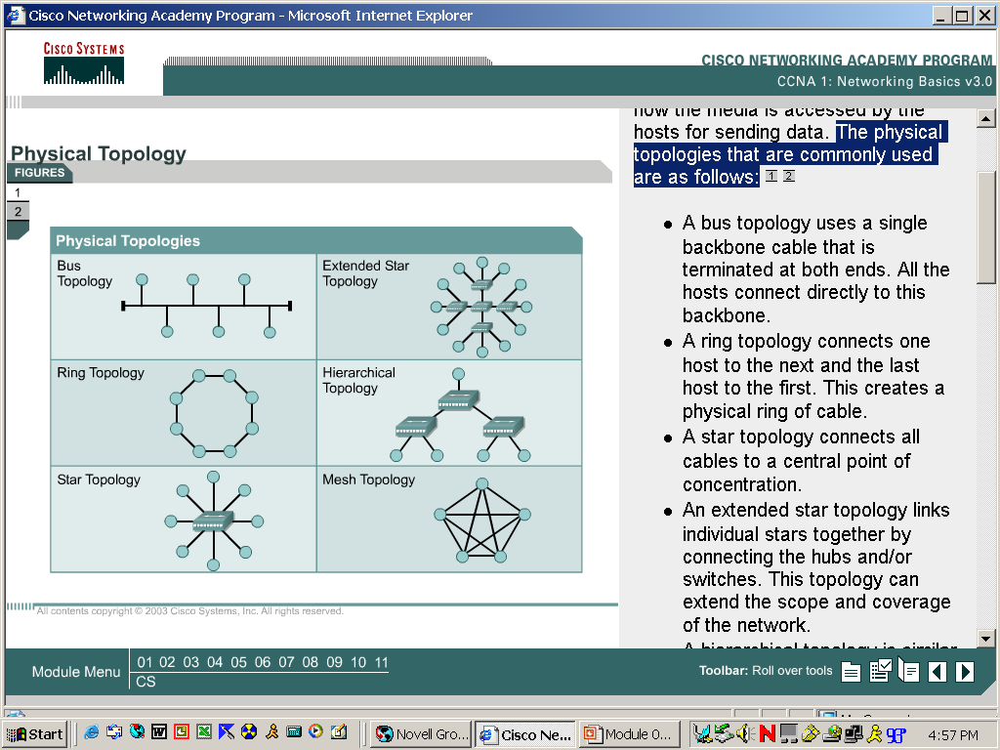 Cisco Networking Academy Program - Microsoft Internet Explorer
CISCO SYSTEMS
CISCO NETWORKING ACADEMY PROGRAM
CCNA 1: Networking Basics v3.0
Physical Topology
FIGURES
1
2
Physical Topologies
Bus
Topology
Extended Star
Topology
Ring Topology
Hierarchical
Topology
Star Topology
Mesh Topology
All contents copyright © 2003 Cisco Systems, Inc. All rights reserved.
how the media is accessed by the
hosts for sending data. The physical
topologies that are commonly used
are as follows: 1 2
• A bus topology uses a single
backbone cable that is
terminated at both ends. All the
hosts connect directly to this
backbone.
• A ring topology connects one
host to the next and the last
host to the first. This creates a
physical ring of cable.
• A star topology connects all
cables to a central point of
concentration.
• An extended star topology links
individual stars together by
connecting the hubs and/or
switches. This topology can
extend the scope and coverage
of the network.
A hierarchical topology is similar
Module Menu
01 02 03 04 05 06 07 08 09 10 11
CS
Toolbar: Roll over tools
Start
Novell Gro...
Cisco Ne...
Module 0...
4:57 PM